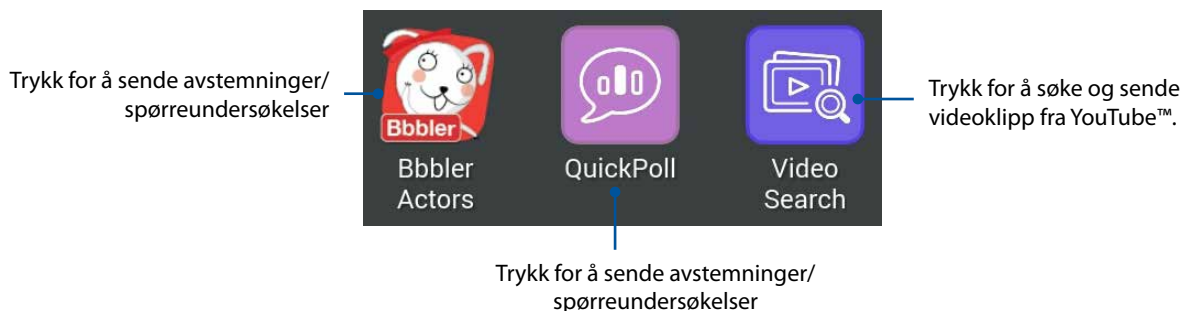 Trykk for å sende avstemninger/
spørreundersøkelser
Bbbler
Bbbler
Actors
QuickPoll
Video
Search
Trykk for å søke og sende
videoklipp fra YouTube™.
Trykk for å sende avstemninger/
spørreundersøkelser